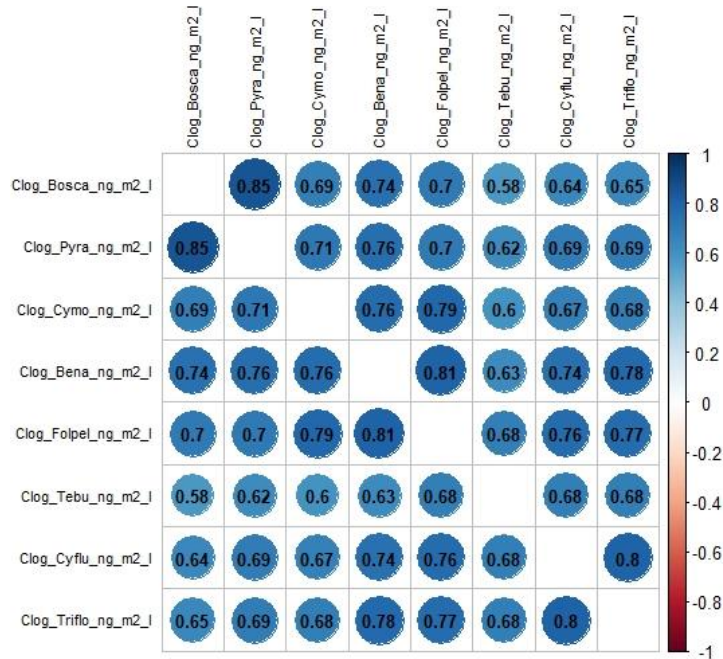 Clog_Bosca_ng_m2_l
Clog_Pyra_ng_m2_l
Clog_Cymo_ng_m2_l
Clog_Bena_ng_m2_l
Clog_Folpel_ng_m2_l
Clog_Tebu_ng_m2_l
Clog_Cyflu_ng_m2_l
Clog_Triflo_ng_m2_l
Clog_Bosca_ng_m2_l 0.85 0.69 0.74 0.7 0.58 0.64 0.65
Clog_Pyra_ng_m2_l 0.85 0.71 0.76 0.7 0.62 0.69 0.69
Clog_Cymo_ng_m2_l 0.69 0.71 0.76 0.79 0.6 0.67 0.68
Clog_Bena_ng_m2_l 0.74 0.76 0.76 0.81 0.63 0.74 0.78
Clog_Folpel_ng_m2_l 0.7 0.7 0.79 0.81 0.68 0.76 0.77
Clog_Tebu_ng_m2_l 0.58 0.62 0.6 0.63 0.68 0.68 0.68
Clog_Cyflu_ng_m2_l 0.64 0.69 0.67 0.74 0.76 0.68 0.8
Clog_Triflo_ng_m2_l 0.65 0.69 0.68 0.78 0.77 0.68 0.8
1
0.8
0.6
0.4
0.2
0
-0.2
-0.4
-0.6
-0.8
-1